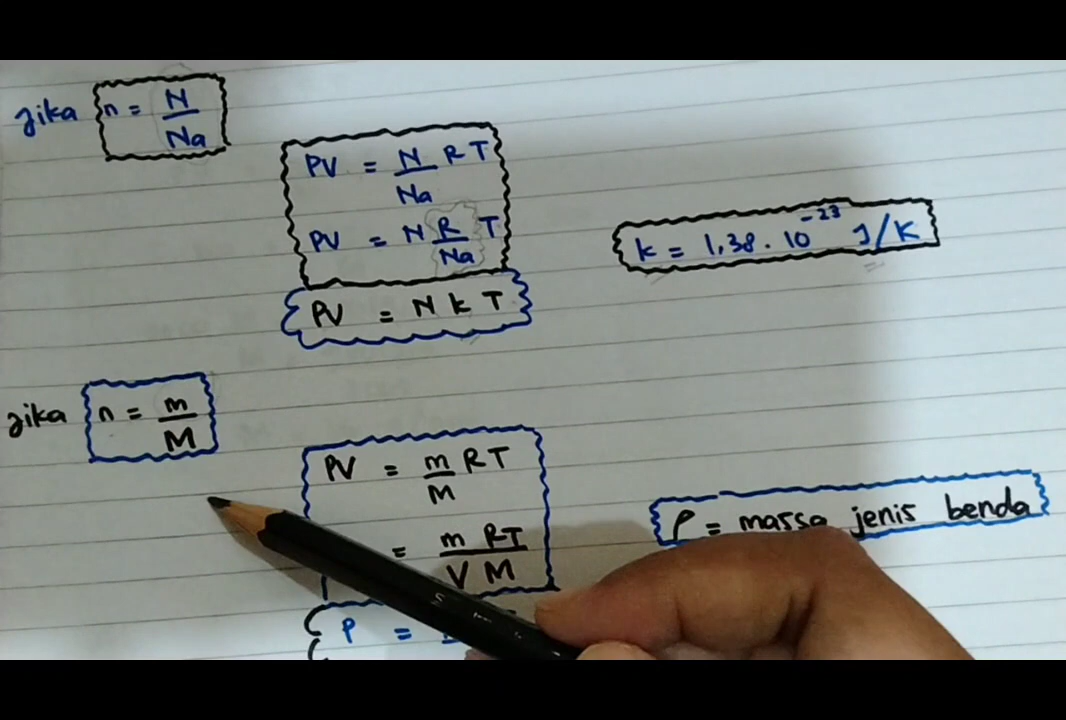 jika n = N/Na
PV = N/Na RT
PV = N R/Na T
k = 1,38 . 10⁻²³ J/K
PV = N k T
jika n = m/M
PV = m/M RT
= m RT / V M
ρ = massa jenis benda
P =